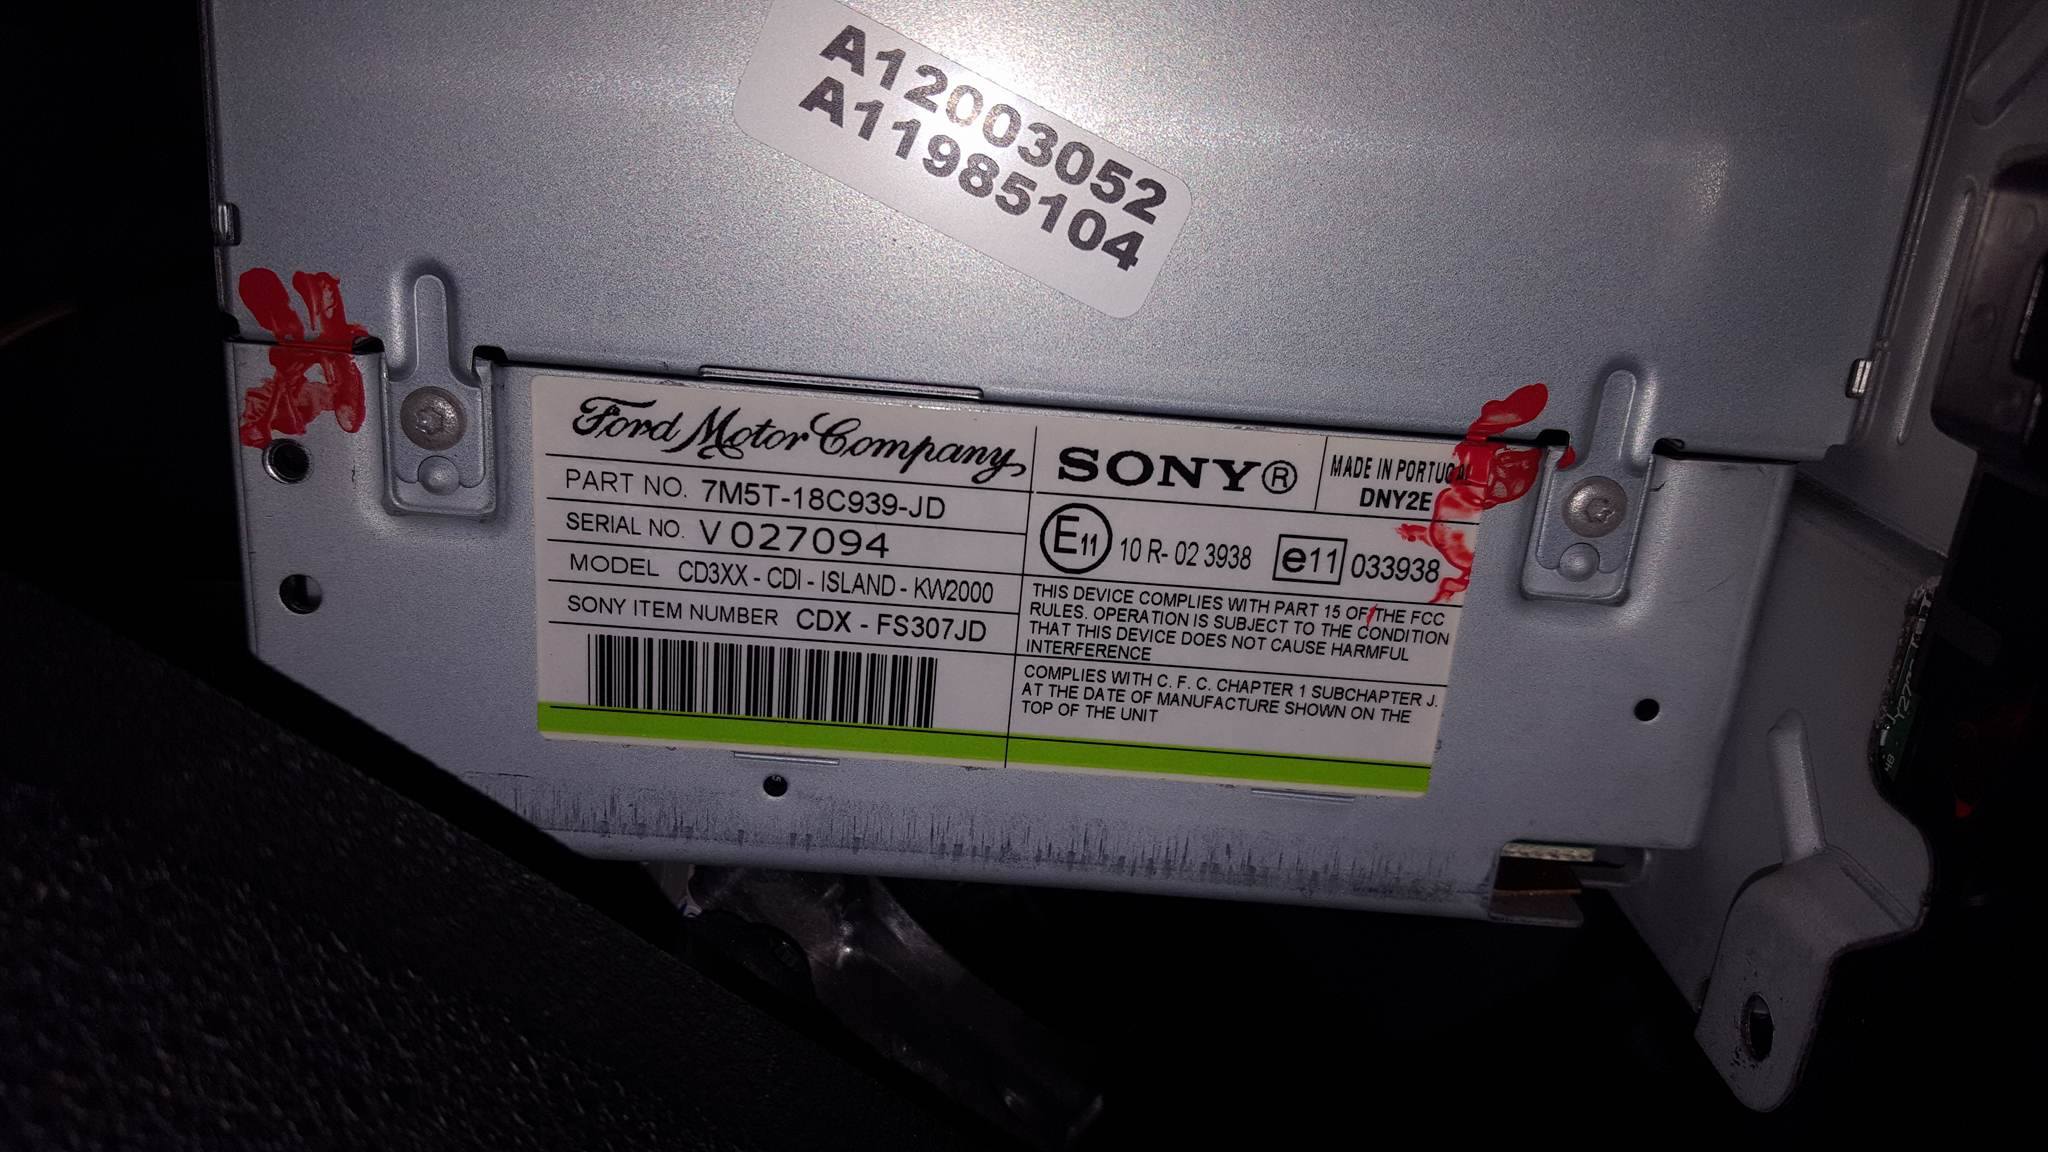 A12003052
A11985104
Ford Motor Company
PART NO. 7M5T-18C939-JD
SERIAL NO. V027094
MODEL CD3XX - CDI - ISLAND - KW2000
SONY ITEM NUMBER CDX - FS307JD
SONY®
MADE IN PORTUGAL
DNY2E
E11 10 R- 02 3938 e11 033938
THIS DEVICE COMPLIES WITH PART 15 OF THE FCC
RULES. OPERATION IS SUBJECT TO THE CONDITION
THAT THIS DEVICE DOES NOT CAUSE HARMFUL
INTERFERENCE
COMPLIES WITH C. F. C. CHAPTER 1 SUBCHAPTER J.
AT THE DATE OF MANUFACTURE SHOWN ON THE
TOP OF THE UNIT